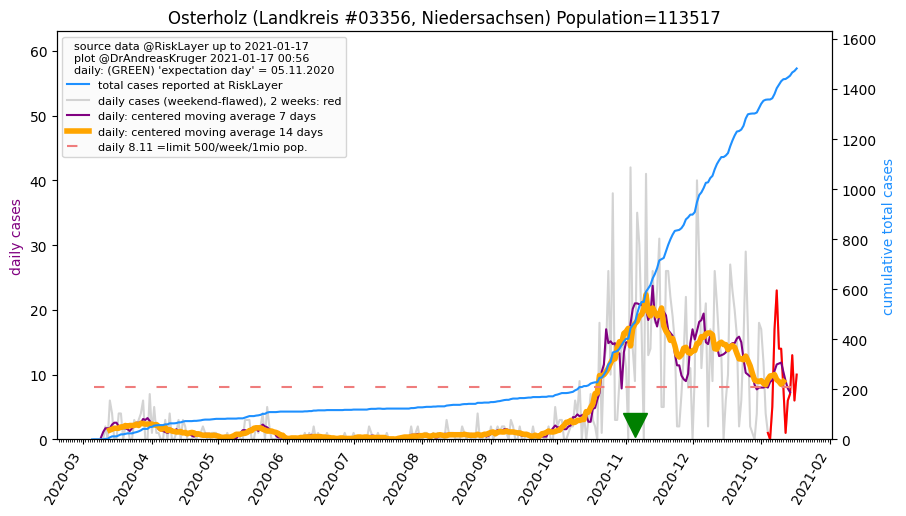 Osterholz (Landkreis #03356, Niedersachsen) Population=113517
source data @RiskLayer up to 2021-01-17
plot @DrAndreasKruger 2021-01-17 00:56
daily: (GREEN) 'expectation day' = 05.11.2020
total cases reported at RiskLayer
daily cases (weekend-flawed), 2 weeks: red
daily: centered moving average 7 days
daily: centered moving average 14 days
daily 8.11 =limit 500/week/1mio pop.
daily cases
60
50
40
30
20
10
0
cumulative total cases
1600
1400
1200
1000
800
600
400
200
0
2020-03
2020-04
2020-05
2020-06
2020-07
2020-08
2020-09
2020-10
2020-11
2020-12
2021-01
2021-02